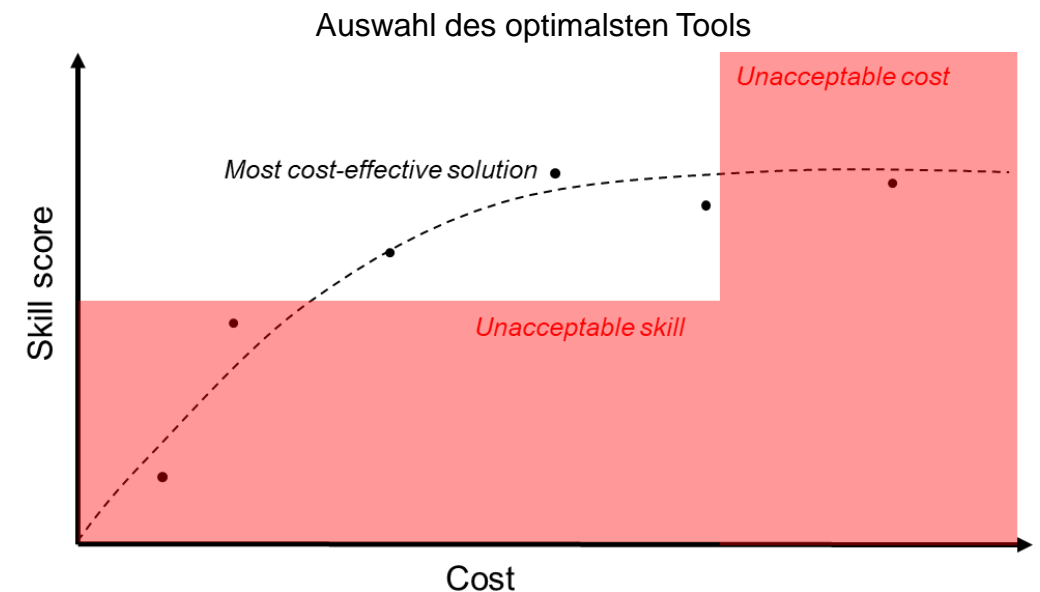 Auswahl des optimalsten Tools
Unacceptable cost
Most cost-effective solution
Skill score
Unacceptable skill
Cost